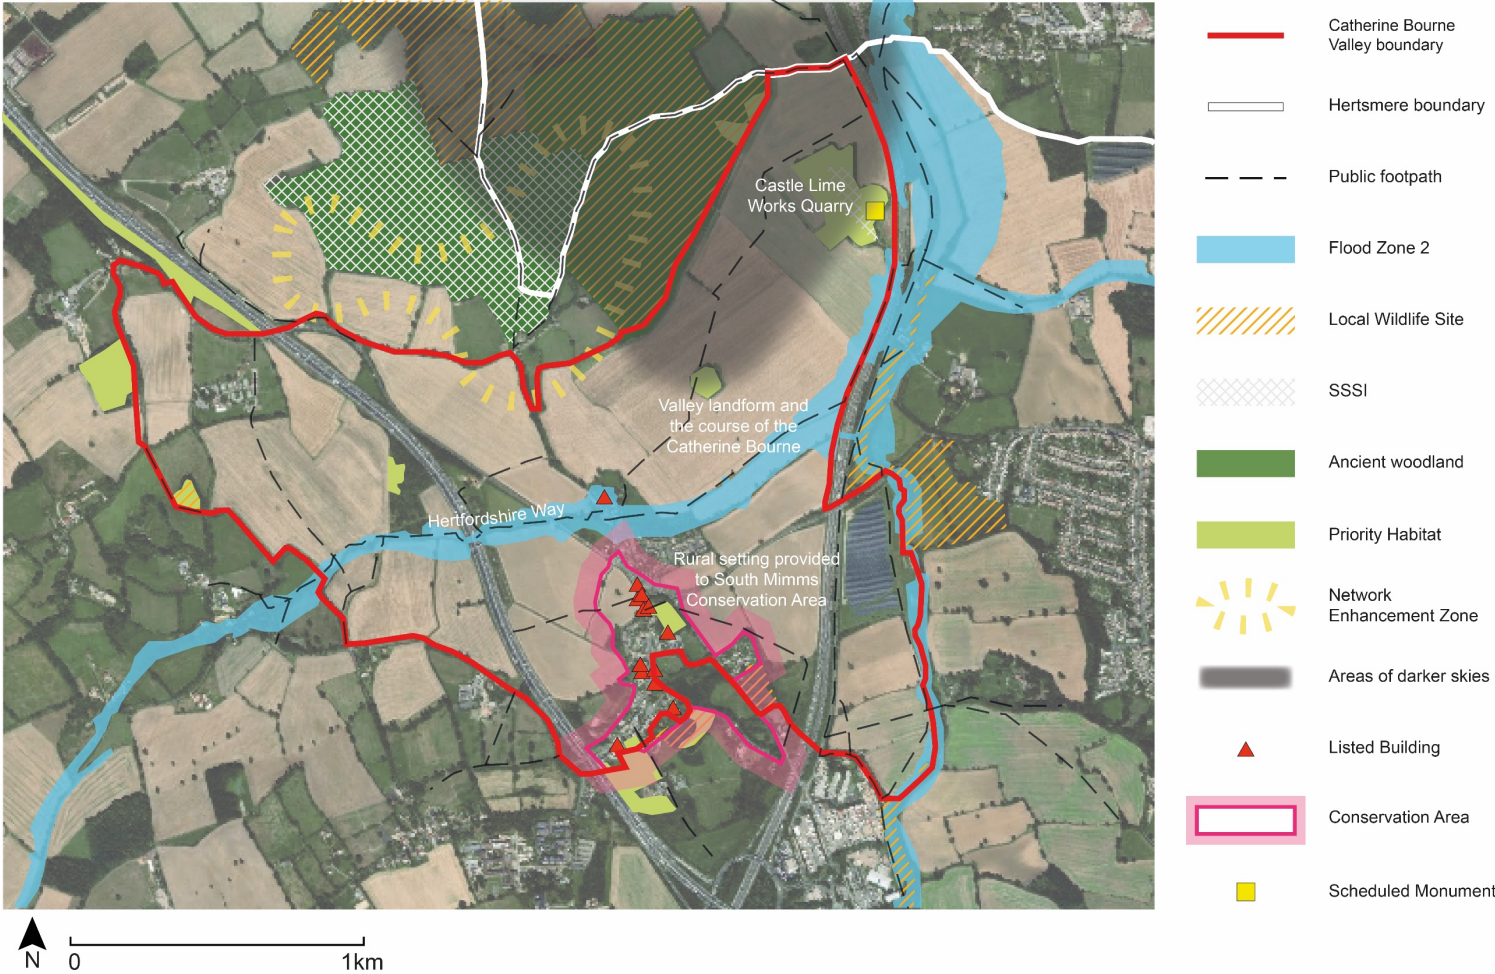 Castle Lime
Works Quarry
Valley landform and
the course of the
Catherine Bourne
Hertfordshire Way
Rural setting provided
to South Mimms
Conservation Area
Catherine Bourne
Valley boundary
Hertsmere boundary
Public footpath
Flood Zone 2
Local Wildlife Site
SSSI
Ancient woodland
Priority Habitat
Network
Enhancement Zone
Areas of darker skies
Listed Building
Conservation Area
Scheduled Monument
N
0 1km